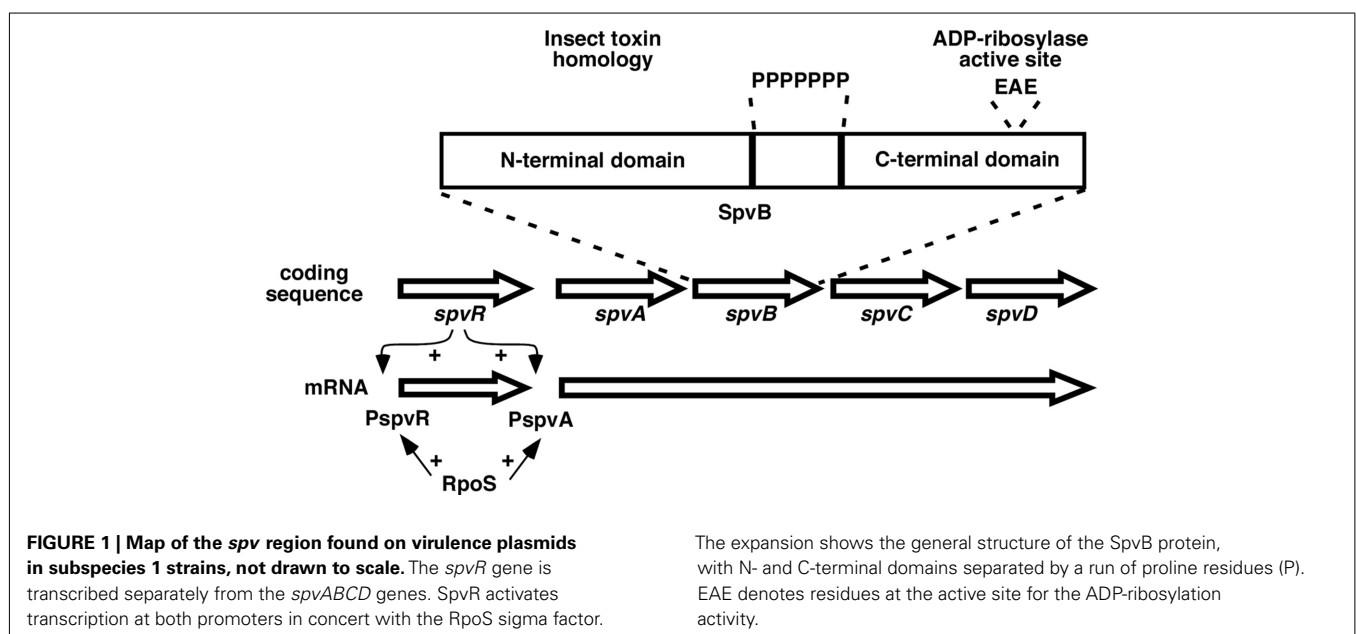 Insect toxin
homology
ADP-ribosylase
active site
PPPPPPP
EAE
N-terminal domain
C-terminal domain
SpvB
coding
sequence
spvR
spvA
spvB
spvC
spvD
+
+
mRNA
PspvR
PspvA
+
+
RpoS
FIGURE 1 | Map of the spv region found on virulence plasmids
in subspecies 1 strains, not drawn to scale. The spvR gene is
transcribed separately from the spvABCD genes. SpvR activates
transcription at both promoters in concert with the RpoS sigma factor.
The expansion shows the general structure of the SpvB protein,
with N- and C-terminal domains separated by a run of proline residues (P).
EAE denotes residues at the active site for the ADP-ribosylation
activity.